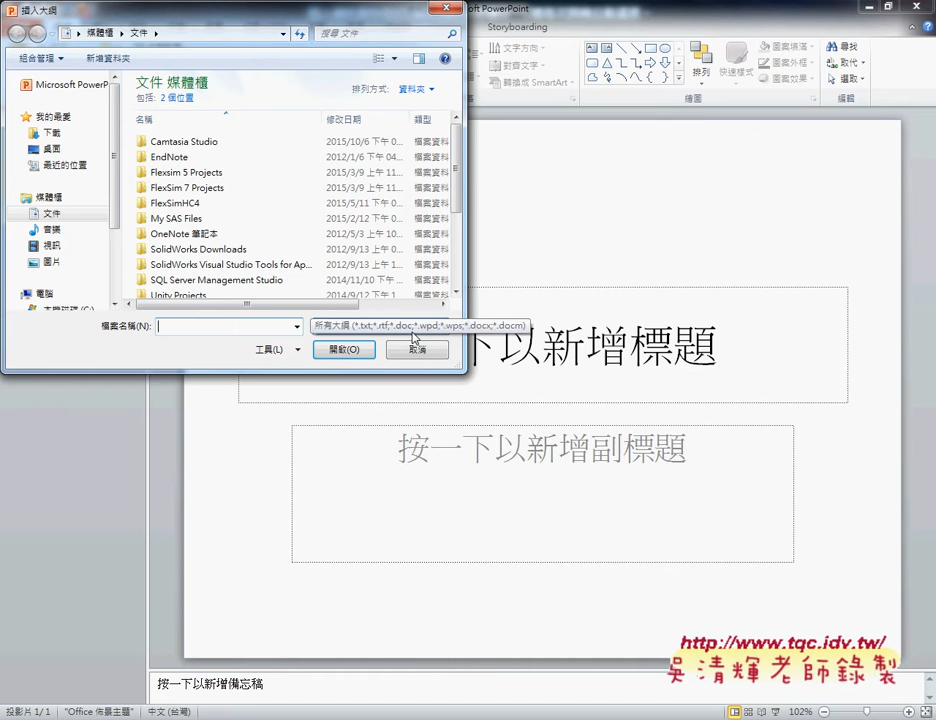 插入大綱
soft PowerPoint
媒體櫃 文件
搜尋 文件
Storyboarding
組合管理 新增資料夾
文字方向
對齊文字
轉換成 SmartArt
排列 快速樣式
圖案填滿
圖案外框
圖案效果
尋找
取代
選取
繪圖 編輯
Microsoft PowerP
文件 媒體櫃
包括: 2 個位置
排列方式: 資料夾
我的最愛
下載
桌面
最近的位置
媒體櫃
文件
音樂
視訊
圖片
電腦
名稱 修改日期 類型
Camtasia Studio 2015/10/6 下午 0... 檔案資料
EndNote 2012/1/6 下午 04... 檔案資料
Flexsim 5 Projects 2015/3/9 上午 11... 檔案資料
FlexSim 7 Projects 2015/3/9 上午 11... 檔案資料
FlexSimHC4 2015/5/11 下午 0... 檔案資料
My SAS Files 2015/2/12 下午 0... 檔案資料
OneNote 筆記本 2012/5/3 上午 10... 檔案資料
SolidWorks Downloads 2012/9/13 上午 0... 檔案資料
SolidWorks Visual Studio Tools for Ap... 2012/9/13 上午 0... 檔案資料
SQL Server Management Studio 2014/11/10 下午 ... 檔案資料
Unity Projects 2014/9/12 上午 1... 檔案資料
檔案名稱(N):
所有大綱 (*.txt;*.rtf;*.doc;*.wpd;*.wps;*.docx;*.docm)
工具(L) 開啟(O) 取消
下以新增標題
按一下以新增副標題
http://www.tqc.idv.tw/
吳清輝老師錄製
按一下以新增備忘稿
投影片 1/1 "Office 佈景主題" 中文 (台灣) 102%